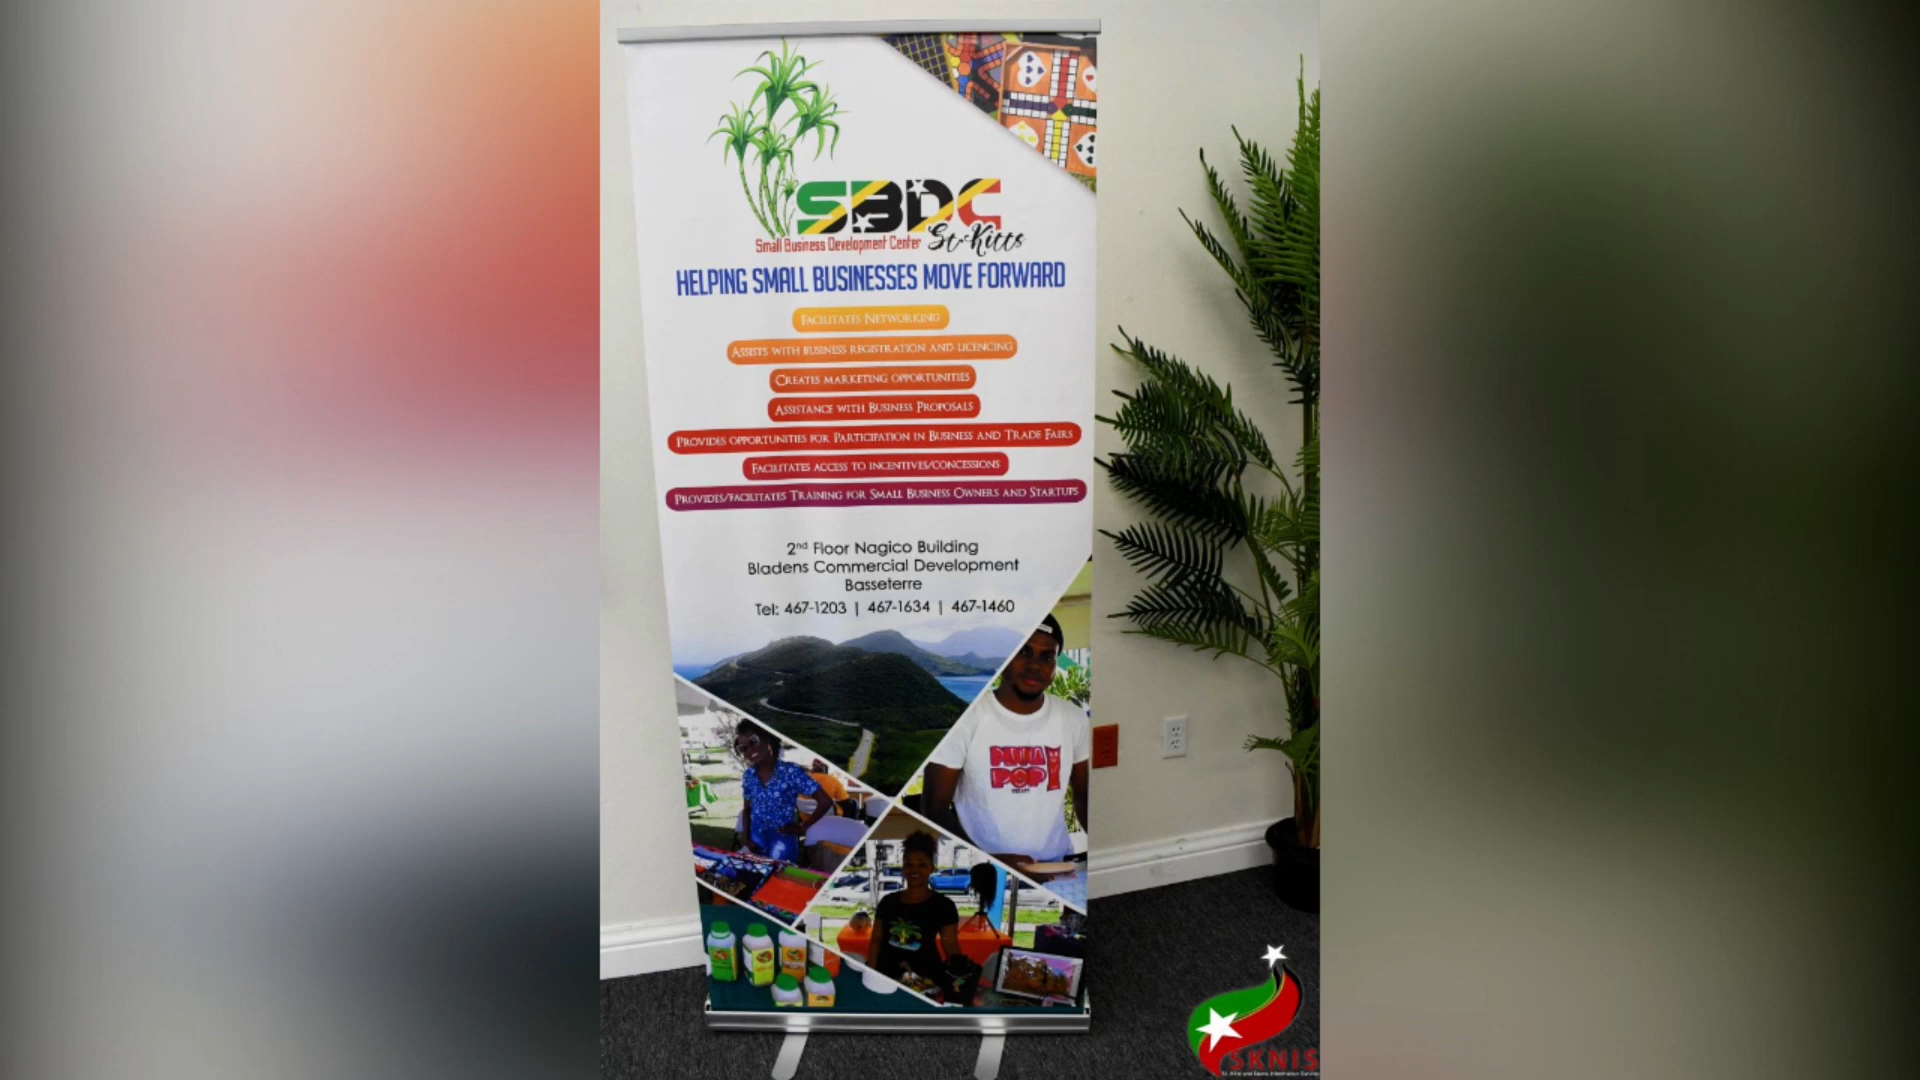 SBDC
Small Business Development Center St. Kitts
HELPING SMALL BUSINESSES MOVE FORWARD
FACILITATES NETWORKING
ASSISTS WITH BUSINESS REGISTRATION AND LICENCING
CREATES MARKETING OPPORTUNITIES
ASSISTANCE WITH BUSINESS PROPOSALS
PROVIDES OPPORTUNITIES FOR PARTICIPATION IN BUSINESS AND TRADE FAIRS
FACILITATES ACCESS TO INCENTIVES/CONCESSIONS
PROVIDES/FACILITATES TRAINING FOR SMALL BUSINESS OWNERS AND STARTUPS
2nd Floor Nagico Building
Bladens Commercial Development
Basseterre
Tel: 467-1203 | 467-1634 | 467-1460
POP
SKNIS